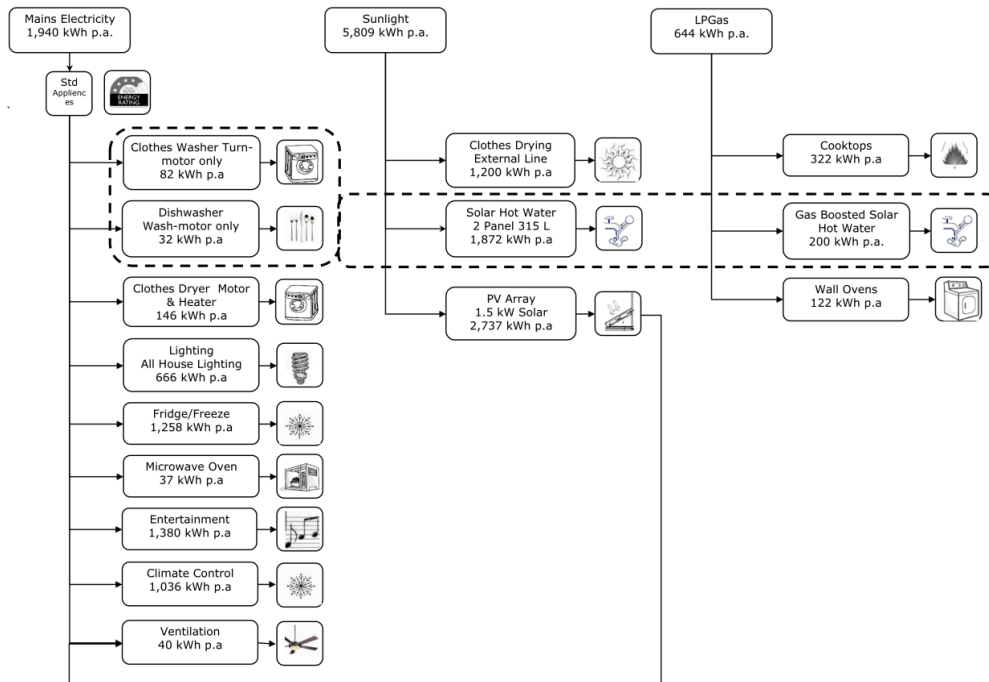 Mains Electricity
1,940 kWh p.a.
Sunlight
5,809 kWh p.a.
LPGas
644 kWh p.a.
Std
Applienc
es
ENERGY
RATING
Clothes Washer Turn-
motor only
82 kWh p.a
Clothes Drying
External Line
1,200 kWh p.a
Cooktops
322 kWh p.a
Dishwasher
Wash-motor only
32 kWh p.a
Solar Hot Water
2 Panel 315 L
1,872 kWh p.a
Gas Boosted Solar
Hot Water
200 kWh p.a.
Clothes Dryer Motor
& Heater
146 kWh p.a
PV Array
1.5 kW Solar
2,737 kWh p.a
Wall Ovens
122 kWh p.a
Lighting
All House Lighting
666 kWh p.a
Fridge/Freeze
1,258 kWh p.a
Microwave Oven
37 kWh p.a
Entertainment
1,380 kWh p.a
Climate Control
1,036 kWh p.a
Ventilation
40 kWh p.a